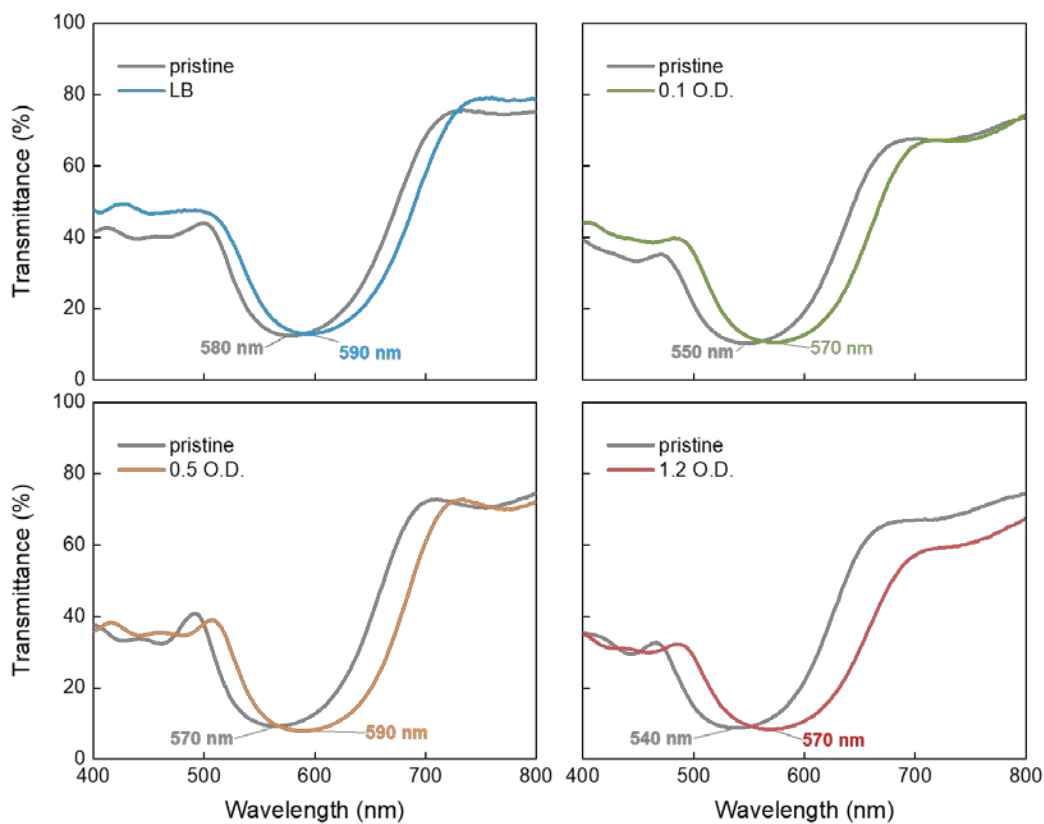 100
80
60
40
20
0
Transmittance (%)
pristine
LB
580 nm
590 nm
pristine
0.1 O.D.
550 nm
570 nm
100
80
60
40
20
0
Transmittance (%)
pristine
0.5 O.D.
570 nm
590 nm
400 500 600 700 800
Wavelength (nm)
pristine
1.2 O.D.
540 nm
570 nm
400 500 600 700 800
Wavelength (nm)